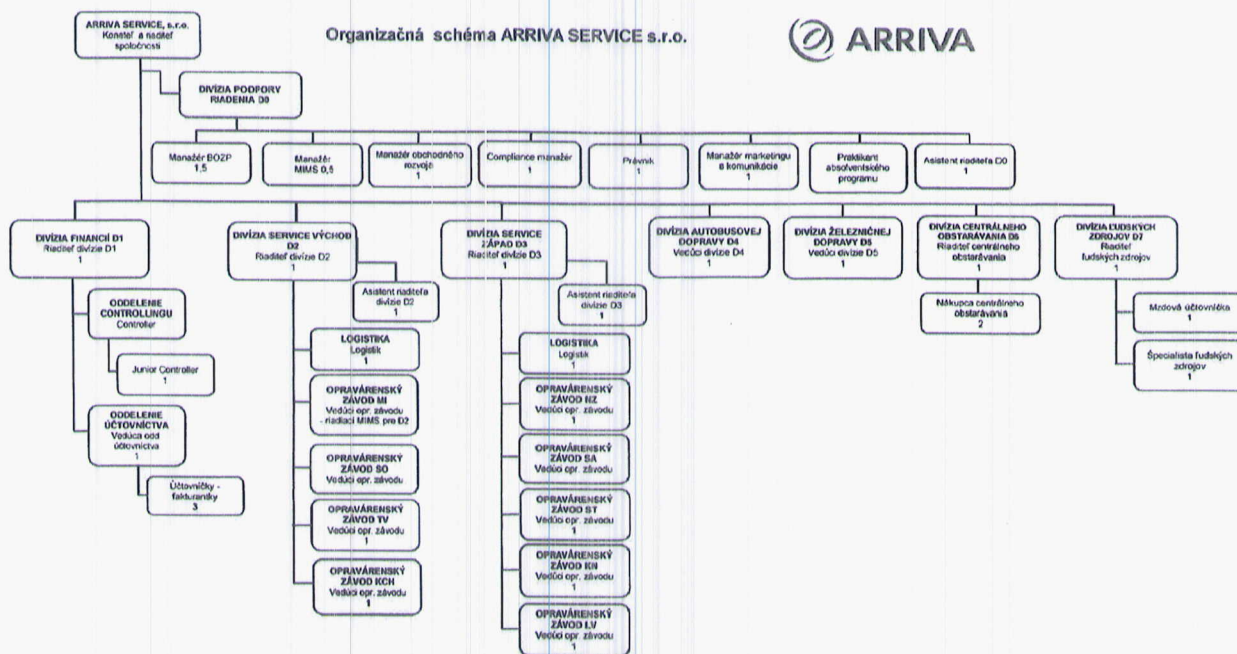 ARRIVA SERVICE, s.r.o.
Konateľ a riaditeľ
spoločnosti
Organizačná schéma ARRIVA SERVICE s.r.o.
ARRIVA
DIVÍZIA PODPORY
RIADENIA D0
Manažér BOZP
1,5
Manažér
MIMS 0,5
Manažér obchodného
rozvoja
1
Compliance manažér
1
Právnik
1
Manažér marketingu
a komunikácie
1
Praktikant
absolventského
programu
Asistent riaditeľa D0
1
DIVÍZIA FINANCIÍ D1
Riaditeľ divízie D1
1
DIVÍZIA SERVICE VÝCHOD
D2
Riaditeľ divízie D2
1
DIVÍZIA SERVICE
ZÁPAD D3
Riaditeľ divízie D3
1
DIVÍZIA AUTOBUSOVEJ
DOPRAVY D4
Vedúci divízie D4
1
DIVÍZIA ŽELEZNIČNEJ
DOPRAVY D5
Vedúci divízie D5
1
DIVÍZIA CENTRÁLNEHO
OBSTARÁVANIA D6
Riaditeľ centrálneho
obstarávania
1
DIVÍZIA ĽUDSKÝCH
ZDROJOV D7
Riaditeľ
ľudských zdrojov
1
ODDELENIE
CONTROLLINGU
Controller
Junior Controller
1
ODDELENIE
ÚČTOVNÍCTVA
Vedúca odd
účtovníctva
1
Účtovníčky -
fakturantky
3
Asistent riaditeľa
divízie D2
1
LOGISTIKA
Logistik
1
OPRAVÁRENSKÝ
ZÁVOD MI
Vedúci opr. závodu
- riadiaci MIMS pre D2
OPRAVÁRENSKÝ
ZÁVOD SO
Vedúci opr. závodu
OPRAVÁRENSKÝ
ZÁVOD TV
Vedúci opr. závodu
1
OPRAVÁRENSKÝ
ZÁVOD KCH
Vedúci opr. závodu
1
Asistent riaditeľa
divízie D3
1
LOGISTIKA
Logistik
1
OPRAVÁRENSKÝ
ZÁVOD NZ
Vedúci opr. závodu
1
OPRAVÁRENSKÝ
ZÁVOD SA
Vedúci opr. závodu
OPRAVÁRENSKÝ
ZÁVOD ST
Vedúci opr. závodu
1
OPRAVÁRENSKÝ
ZÁVOD KN
Vedúci opr. závodu
1
OPRAVÁRENSKÝ
ZÁVOD LV
Vedúci opr. závodu
1
Nákupca centrálneho
obstarávania
2
Mzdová účtovníčka
1
Špecialista ľudských
zdrojov
1